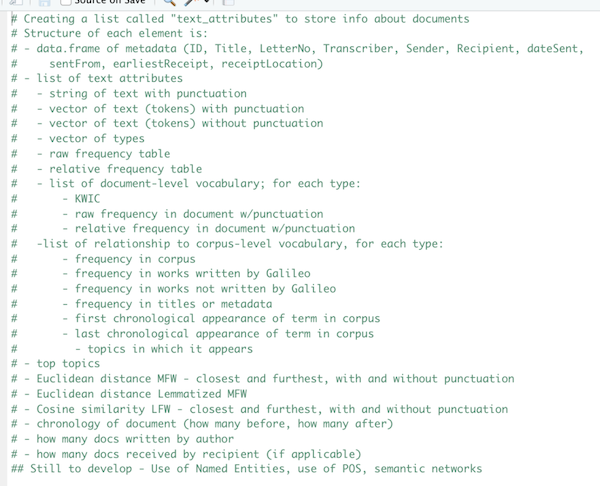 Source on Save
# Creating a list called "text_attributes" to store info about documents
# Structure of each element is:
# - data.frame of metadata (ID, Title, LetterNo, Transcriber, Sender, Recipient, dateSent,
#     sentFrom, earliestReceipt, receiptLocation)
# - list of text attributes
#   - string of text with punctuation
#   - vector of text (tokens) with punctuation
#   - vector of text (tokens) without punctuation
#   - vector of types
#   - raw frequency table
#   - relative frequency table
#   - list of document-level vocabulary; for each type:
#       - KWIC
#       - raw frequency in document w/punctuation
#       - relative frequency in document w/punctuation
#   -list of relationship to corpus-level vocabulary, for each type:
#       - frequency in corpus
#       - frequency in works written by Galileo
#       - frequency in works not written by Galileo
#       - frequency in titles or metadata
#       - first chronological appearance of term in corpus
#       - last chronological appearance of term in corpus
#         - topics in which it appears
# - top topics
# - Euclidean distance MFW - closest and furthest, with and without punctuation
# - Euclidean distance Lemmatized MFW
# - Cosine similarity LFW - closest and furthest, with and without punctuation
# - chronology of document (how many before, how many after)
# - how many docs written by author
# - how many docs received by recipient (if applicable)
## Still to develop - Use of Named Entities, use of POS, semantic networks